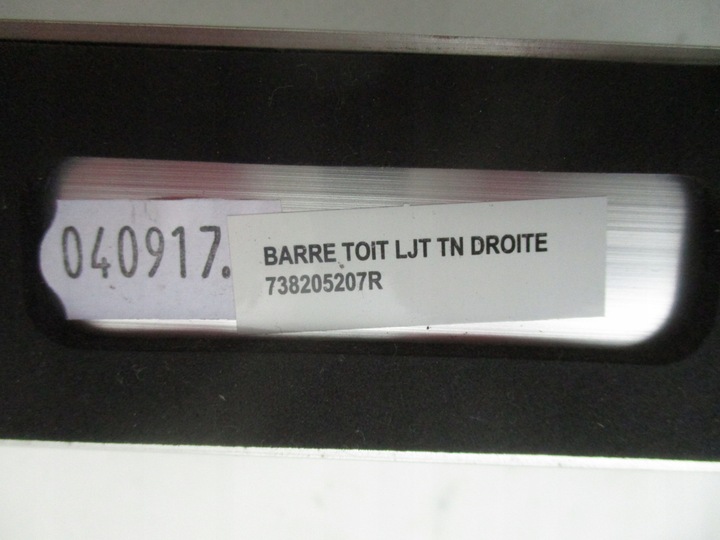 040917.
BARRE TOIT LJT TN DROITE
738205207R